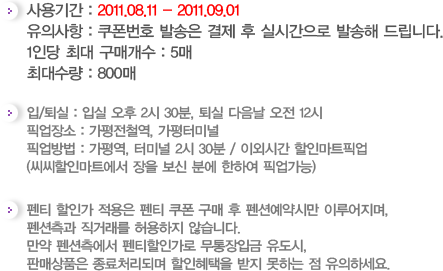 사용기간 : 2011.08.11 - 2011.09.01
유의사항 : 쿠폰번호 발송은 결제 후 실시간으로 발송해 드립니다.
1인당 최대 구매개수 : 5매
최대수량 : 800매
입/퇴실 : 입실 오후 2시 30분, 퇴실 다음날 오전 12시
픽업장소 : 가평전철역, 가평터미널
픽업방법 : 가평역, 터미널 2시 30분 / 이외시간 할인마트픽업
(씨씨할인마트에서 장을 보신 분에 한하여 픽업가능)
펜티 할인가 적용은 펜티 쿠폰 구매 후 펜션예약시만 이루어지며,
펜션측과 직거래를 허용하지 않습니다.
만약 펜션측에서 펜티할인가로 무통장입금 유도시,
판매상품은 종료처리되며 할인혜택을 받지 못하는 점 유의하세요.